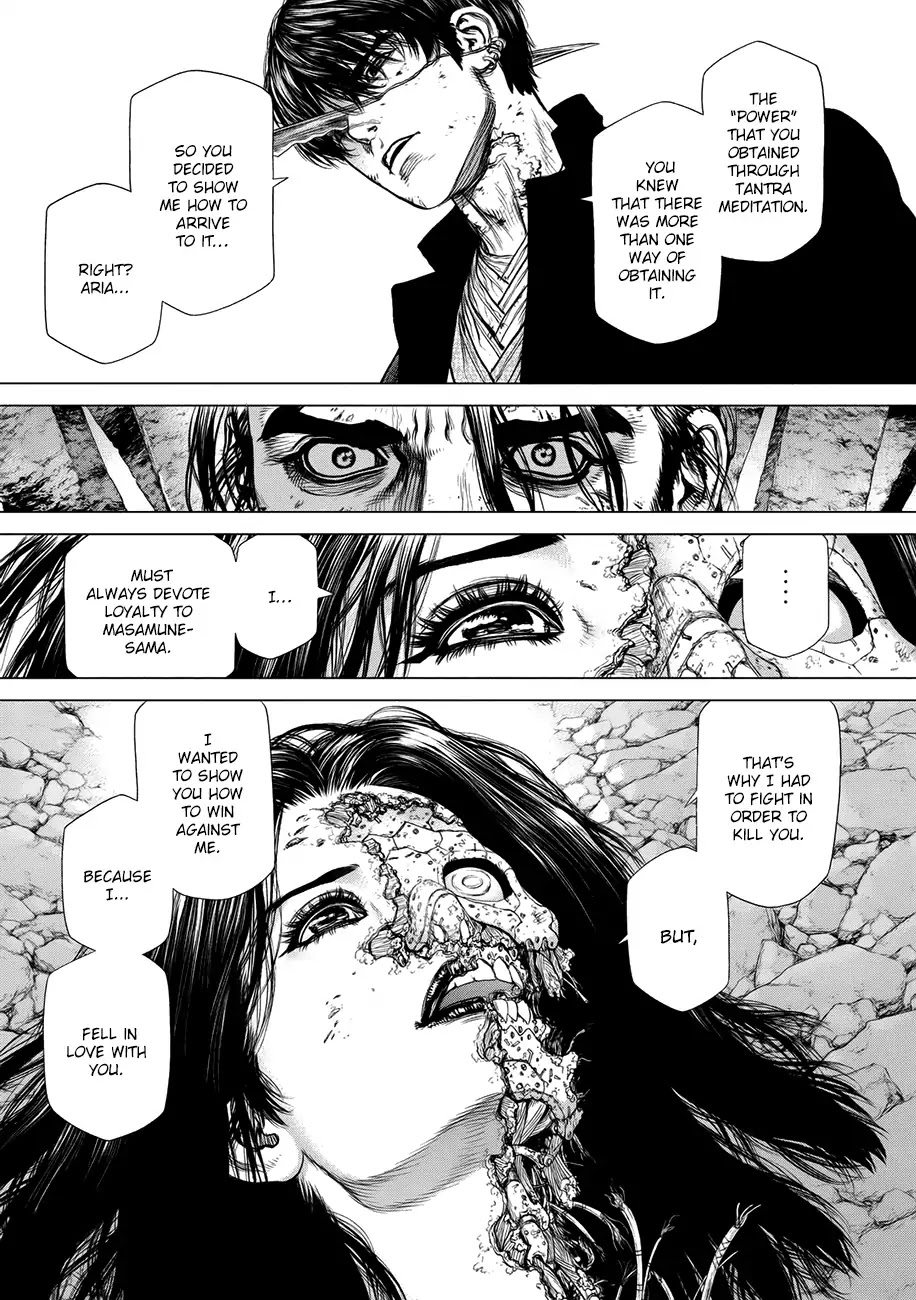 THE
"POWER"
THAT YOU
OBTAINED
THROUGH
TANTRA
MEDITATION.
YOU
KNEW
THAT THERE
WAS MORE
THAN ONE
WAY OF
OBTAINING
IT.
SO YOU
DECIDED
TO SHOW
ME HOW TO
ARRIVE
TO IT...
RIGHT?
ARIA...
...
I...
MUST
ALWAYS DEVOTE
LOYALTY TO
MASAMUNE-
SAMA.
THAT'S
WHY I HAD
TO FIGHT IN
ORDER TO
KILL YOU.
BUT,
I
WANTED
TO SHOW
YOU HOW
TO WIN
AGAINST
ME.
BECAUSE
I...
FELL IN
LOVE WITH
YOU.